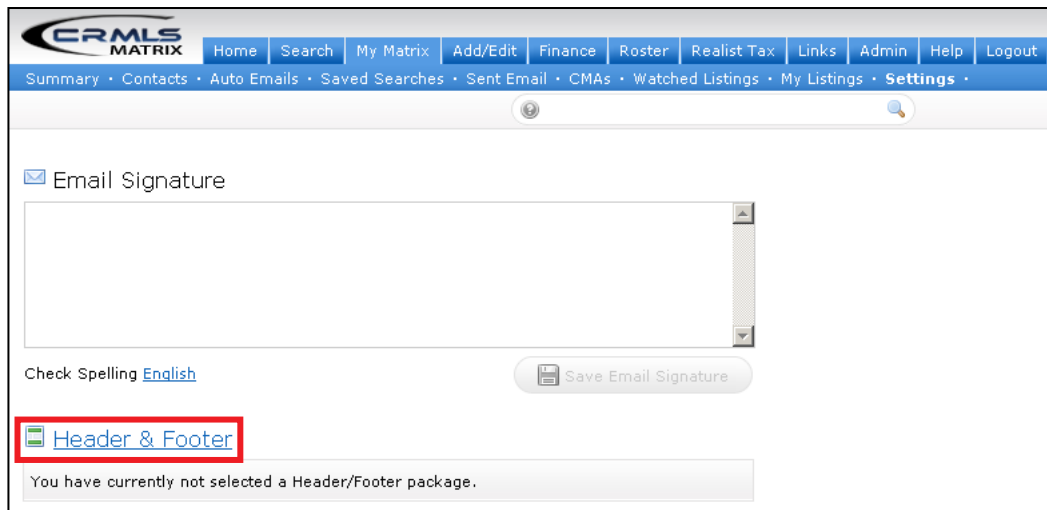 CRMLS
MATRIX
Home Search My Matrix Add/Edit Finance Roster Realist Tax Links Admin Help Logout
Summary • Contacts • Auto Emails • Saved Searches • Sent Email • CMAs • Watched Listings • My Listings • Settings •
Email Signature
Check Spelling English
Save Email Signature
Header & Footer
You have currently not selected a Header/Footer package.